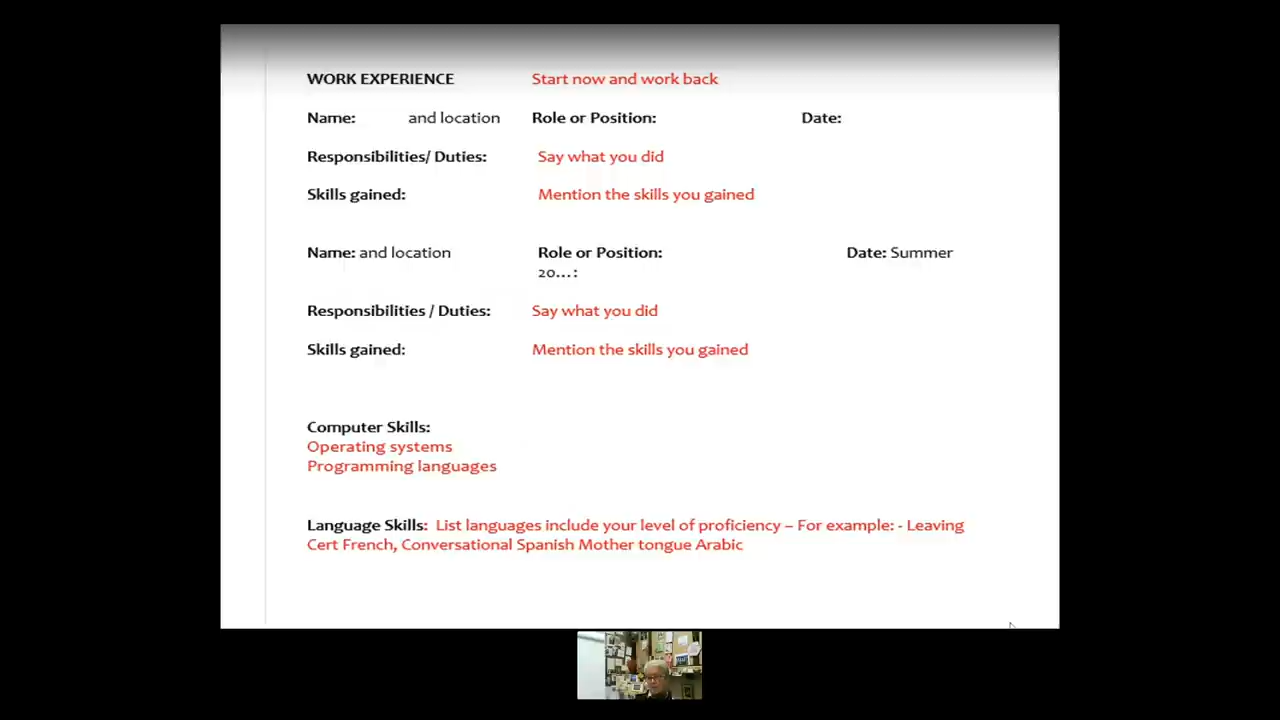 WORK EXPERIENCE Start now and work back
Name: and location Role or Position: Date:
Responsibilities/ Duties: Say what you did
Skills gained: Mention the skills you gained
Name: and location Role or Position: Date: Summer
20...:
Responsibilities / Duties: Say what you did
Skills gained: Mention the skills you gained
Computer Skills:
Operating systems
Programming languages
Language Skills: List languages include your level of proficiency – For example: - Leaving
Cert French, Conversational Spanish Mother tongue Arabic